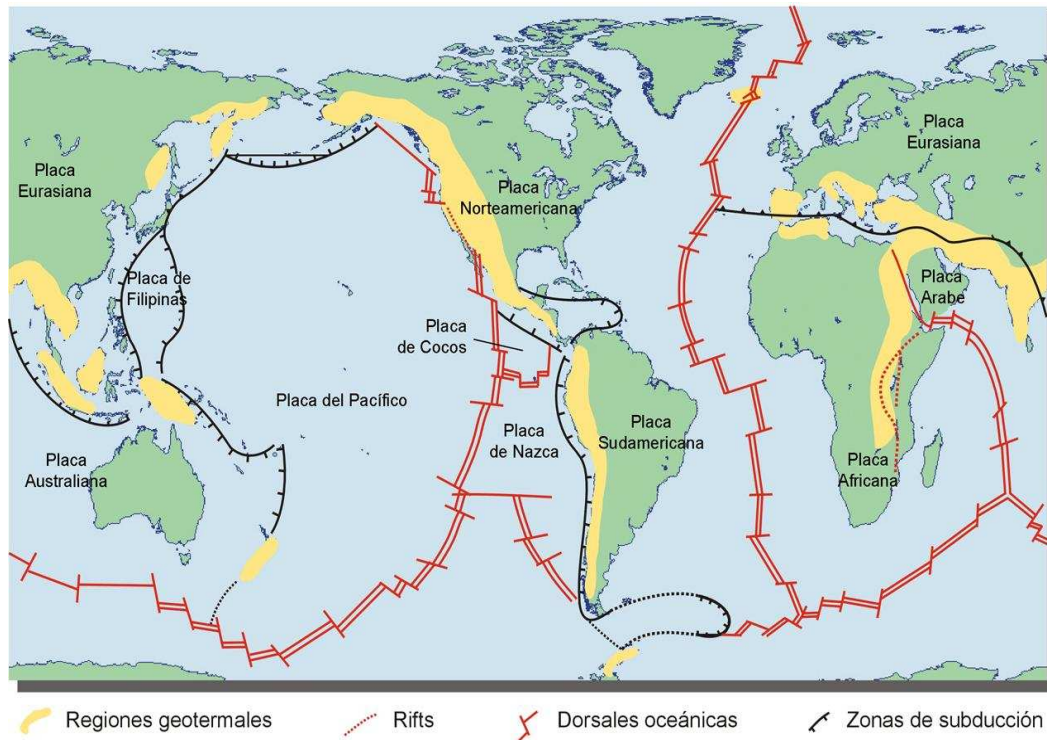 Placa
Eurasiana
Placa
Eurasiana
Placa
Norteamericana
Placa de
Filipinas
Placa
Arabe
Placa
de Cocos
Placa del Pacífico
Placa
de Nazca
Placa
Sudamericana
Placa
Australiana
Placa
Africana
Regiones geotermales
Rifts
Dorsales oceánicas
Zonas de subducción